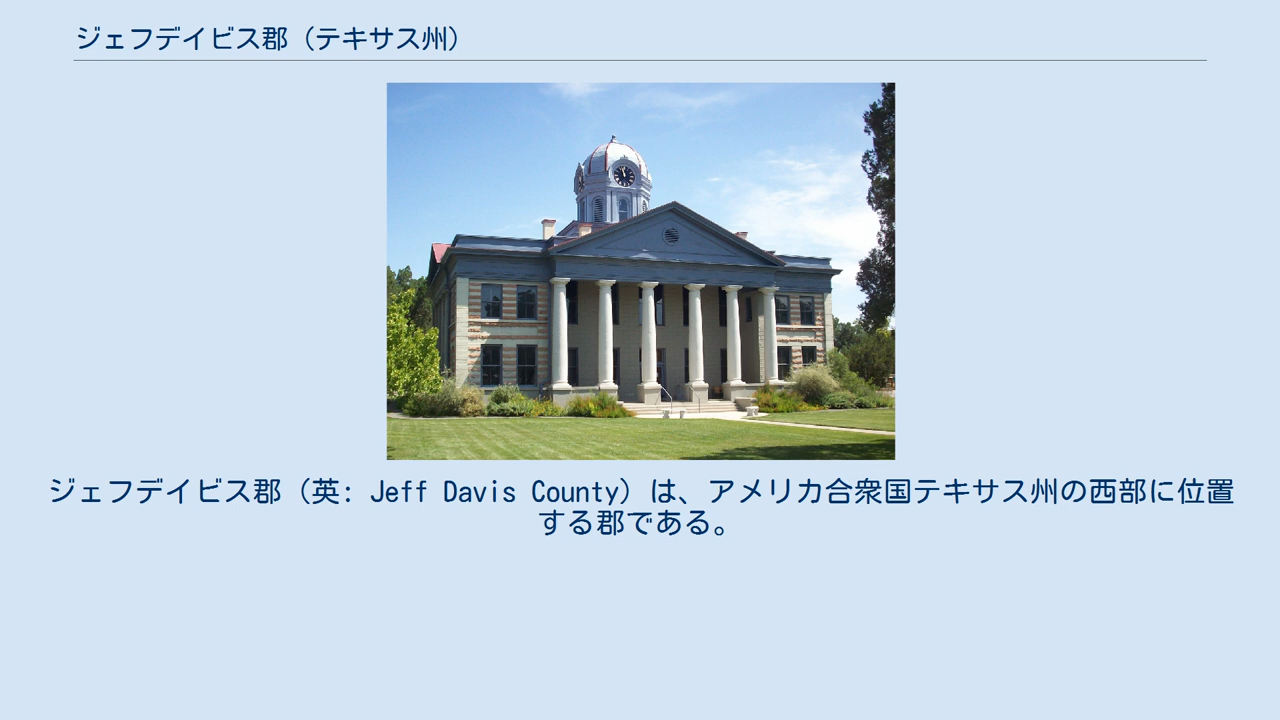 ジェフデイビス郡（テキサス州）
ジェフデイビス郡（英: Jeff Davis County）は、アメリカ合衆国テキサス州の西部に位置
する郡である。